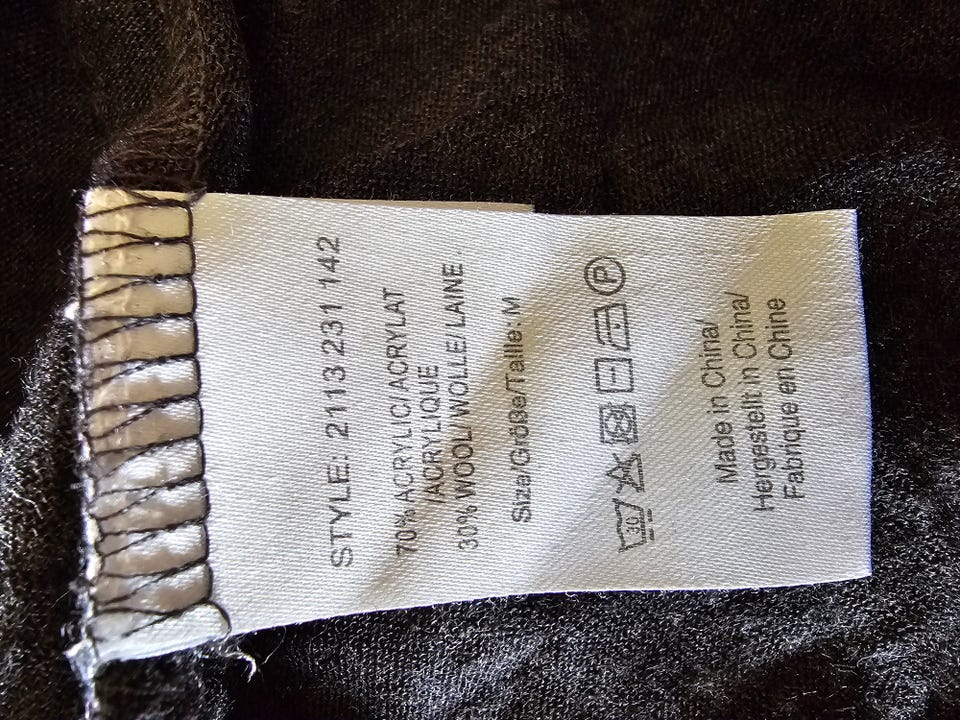 STYLE: 2113 231 142
70% ACRYLIC/ACRYLAT
/ACRYLIQUE
30% WOOL/ WOLLE/ LAINE
Size/Größe/Taille: M
30 P
Made in China/
Hergestellt in China/
Fabriqué en Chine